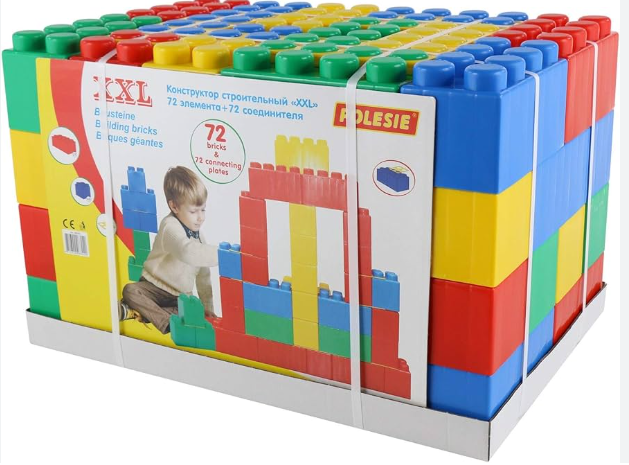 XXL
Bausteine
Building bricks
Briques géantes
Конструктор строительный «XXL»
72 элемента+72 соединителя
POLESIE®
72
bricks
&
72 connecting
plates
CE